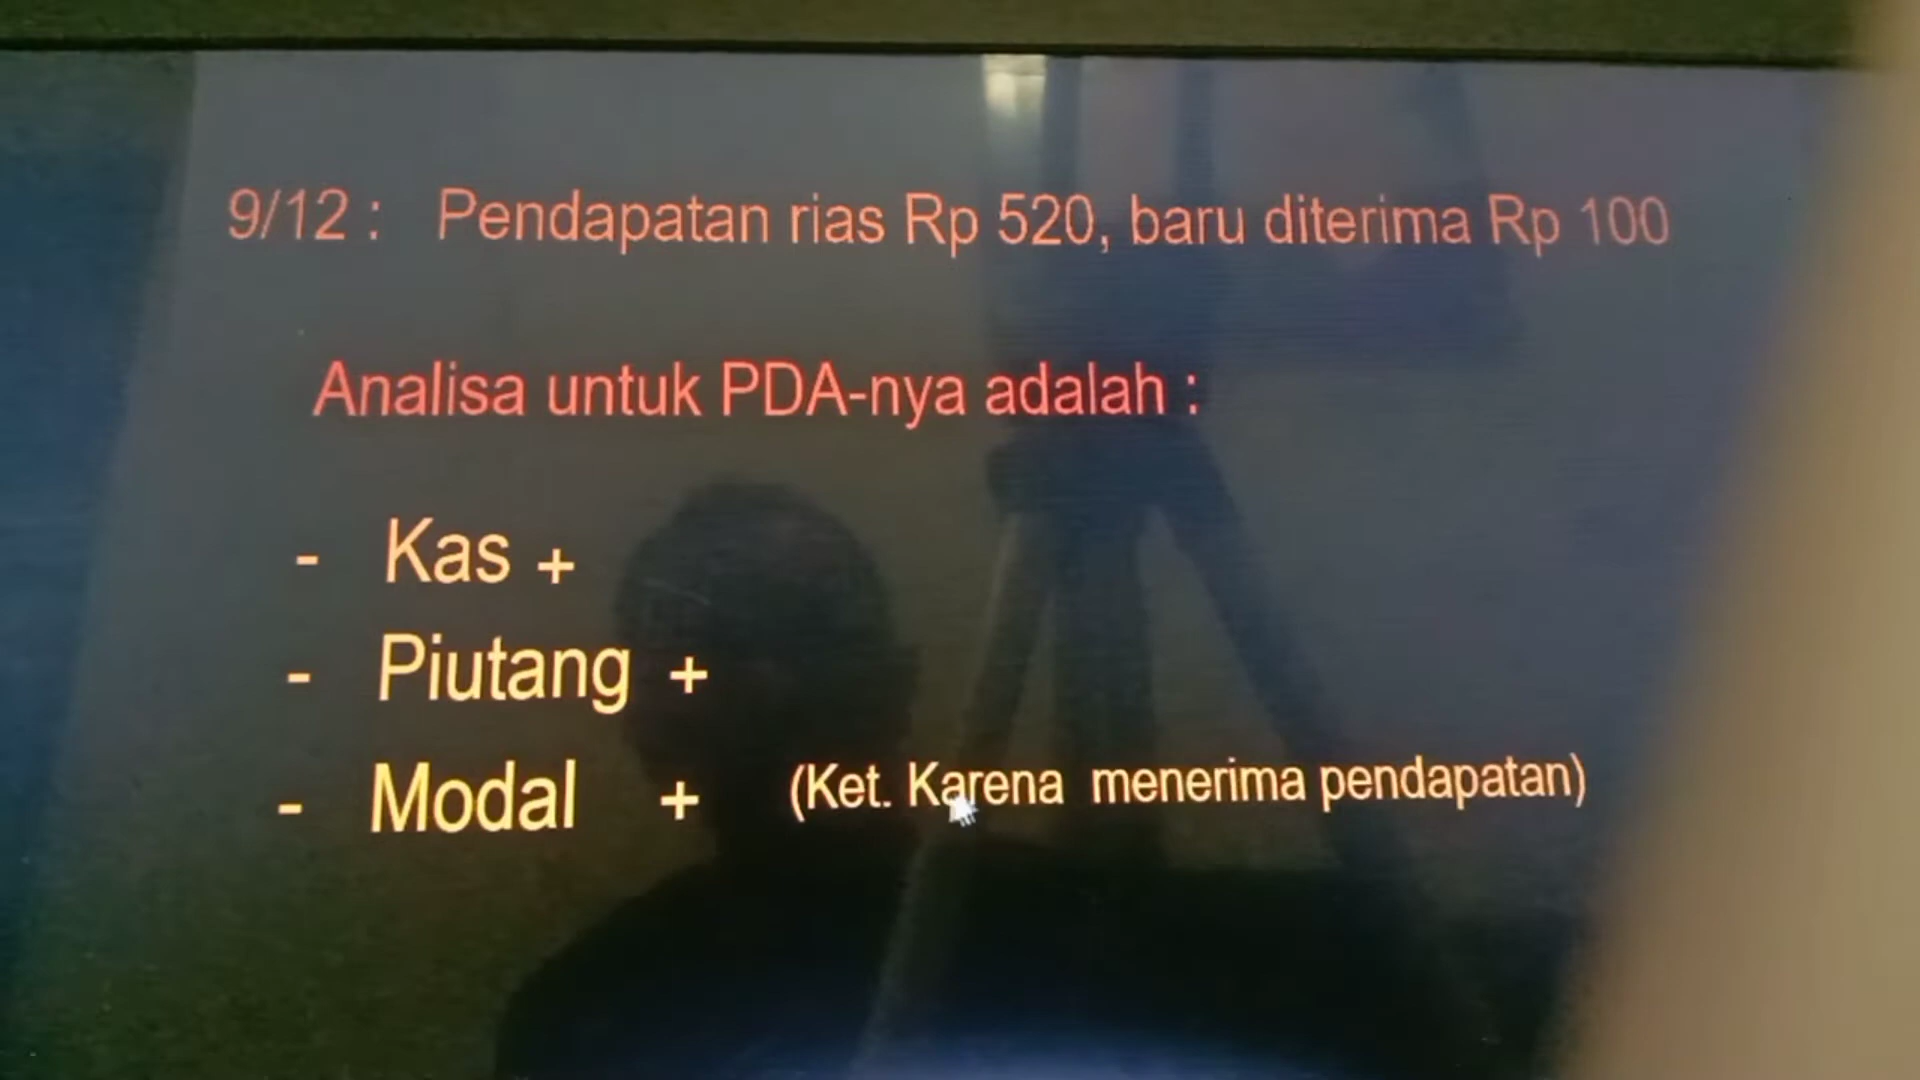 9/12 : Pendapatan rias Rp 520, baru diterima Rp 100
Analisa untuk PDA-nya adalah :
- Kas +
- Piutang +
- Modal + (Ket. Karena menerima pendapatan)